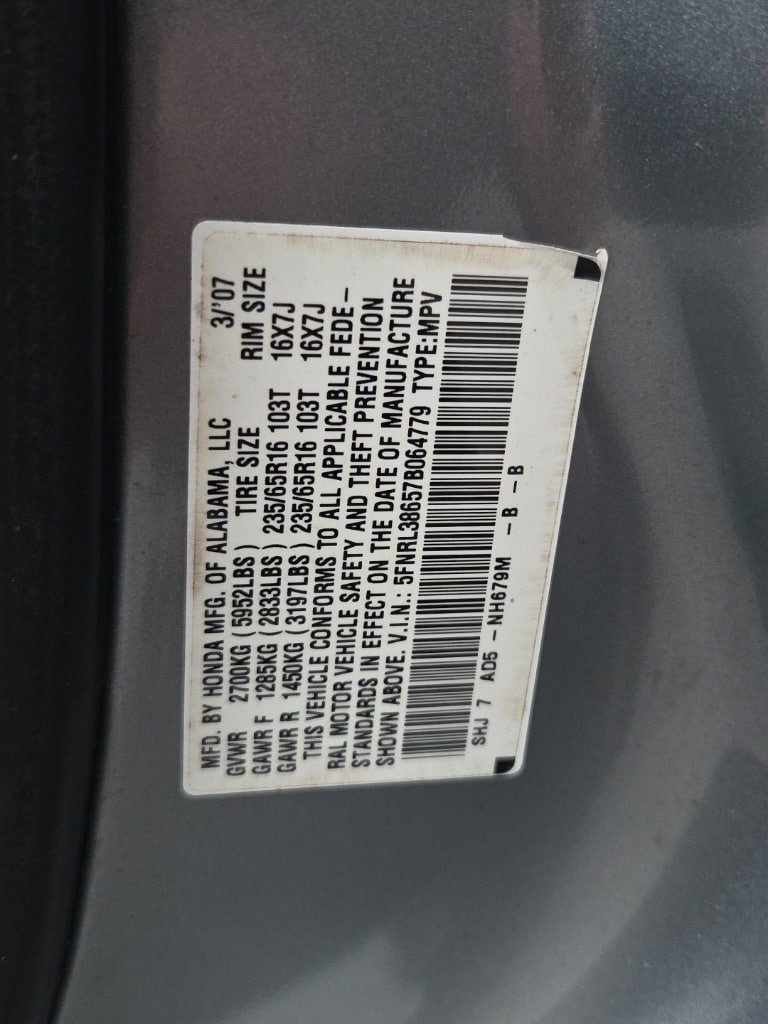 MFD. BY HONDA MFG. OF ALABAMA, LLC 3/'07
GVWR 2700KG (5952LBS) TIRE SIZE RIM SIZE
GAWR F 1285KG (2833LBS) 235/65R16 103T 16X7J
GAWR R 1450KG (3197LBS) 235/65R16 103T 16X7J
THIS VEHICLE CONFORMS TO ALL APPLICABLE FEDE-
RAL MOTOR VEHICLE SAFETY AND THEFT PREVENTION
STANDARDS IN EFFECT ON THE DATE OF MANUFACTURE
SHOWN ABOVE. V.I.N.: 5FNRL38657B064779 TYPE:MPV
SHJ 7 AD5 - NH679M - B - B